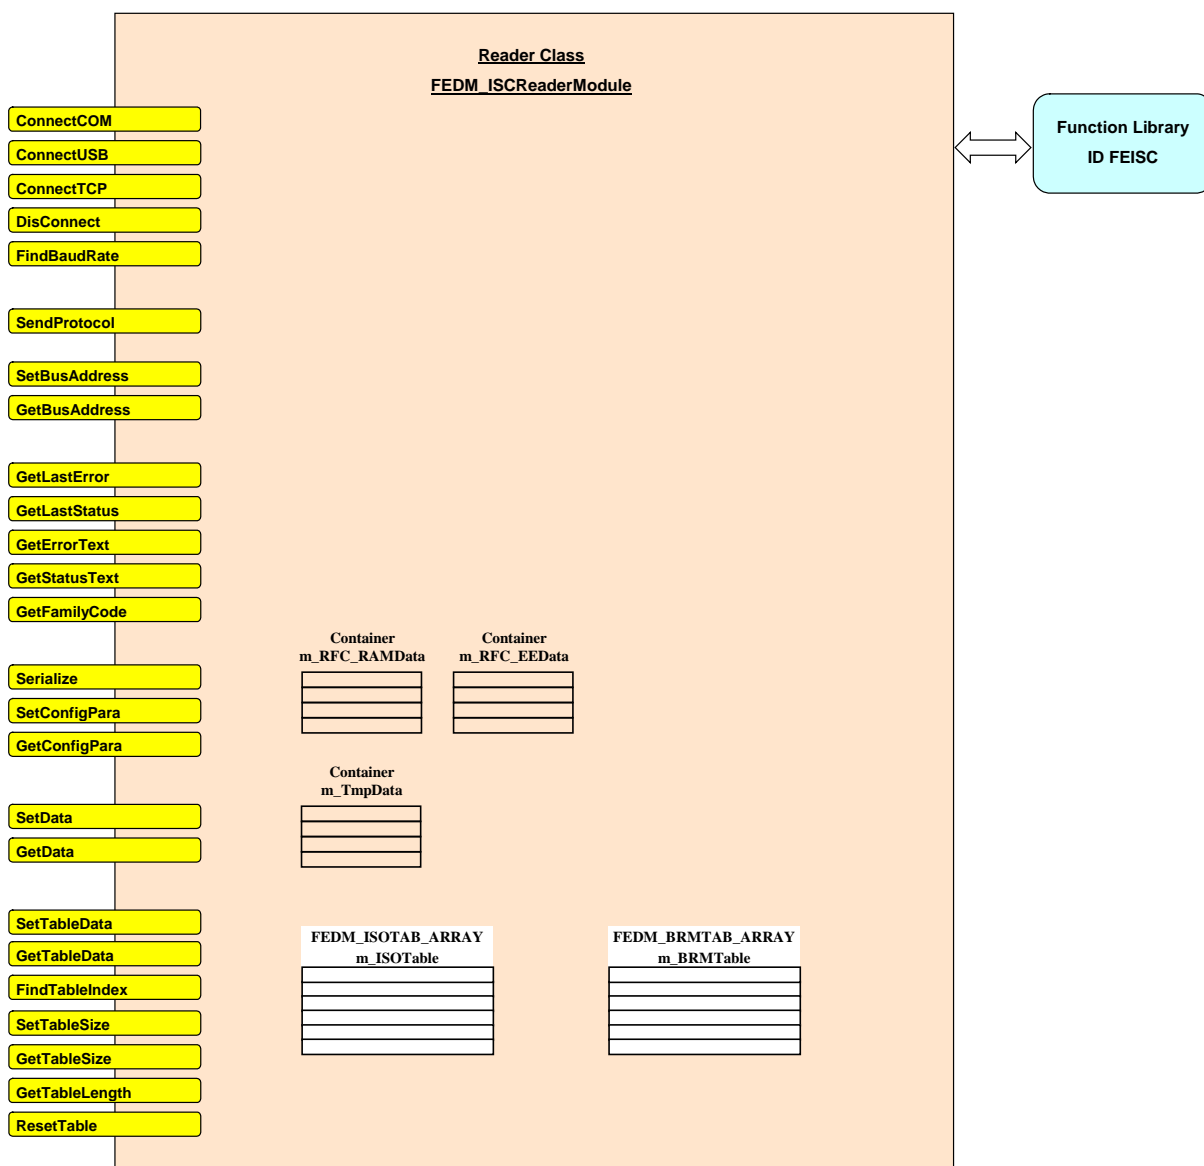 Reader Class
FEDM_ISCReaderModule
Function Library
ID FEISC
ConnectCOM
ConnectUSB
ConnectTCP
DisConnect
FindBaudRate
SendProtocol
SetBusAddress
GetBusAddress
GetLastError
GetLastStatus
GetErrorText
GetStatusText
GetFamilyCode
Serialize
SetConfigPara
GetConfigPara
SetData
GetData
SetTableData
GetTableData
FindTableIndex
SetTableSize
GetTableSize
GetTableLength
ResetTable
Container
m_RFC_RAMData
Container
m_RFC_EEData
Container
m_TmpData
FEDM_ISOTAB_ARRAY
m_ISOTable
FEDM_BRMTAB_ARRAY
m_BRMTable